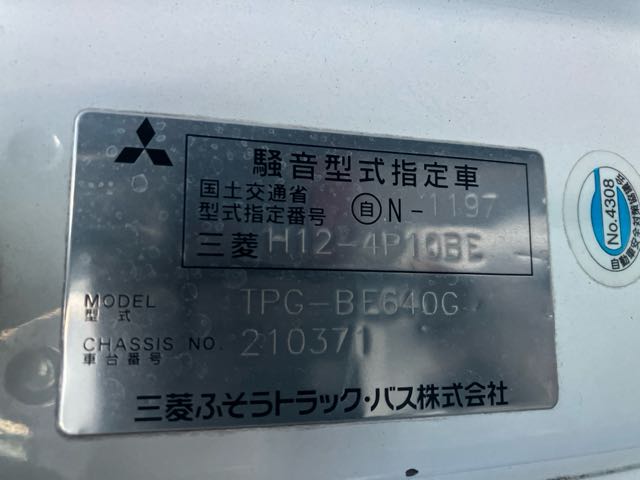 騒音型式指定車
国土交通省
型式指定番号 自N- 1197
三菱 H12-4P10BE
MODEL
型式 TPG-BE640G
CHASSIS NO.
車台番号 210371
三菱ふそうトラック・バス株式会社
No.4308